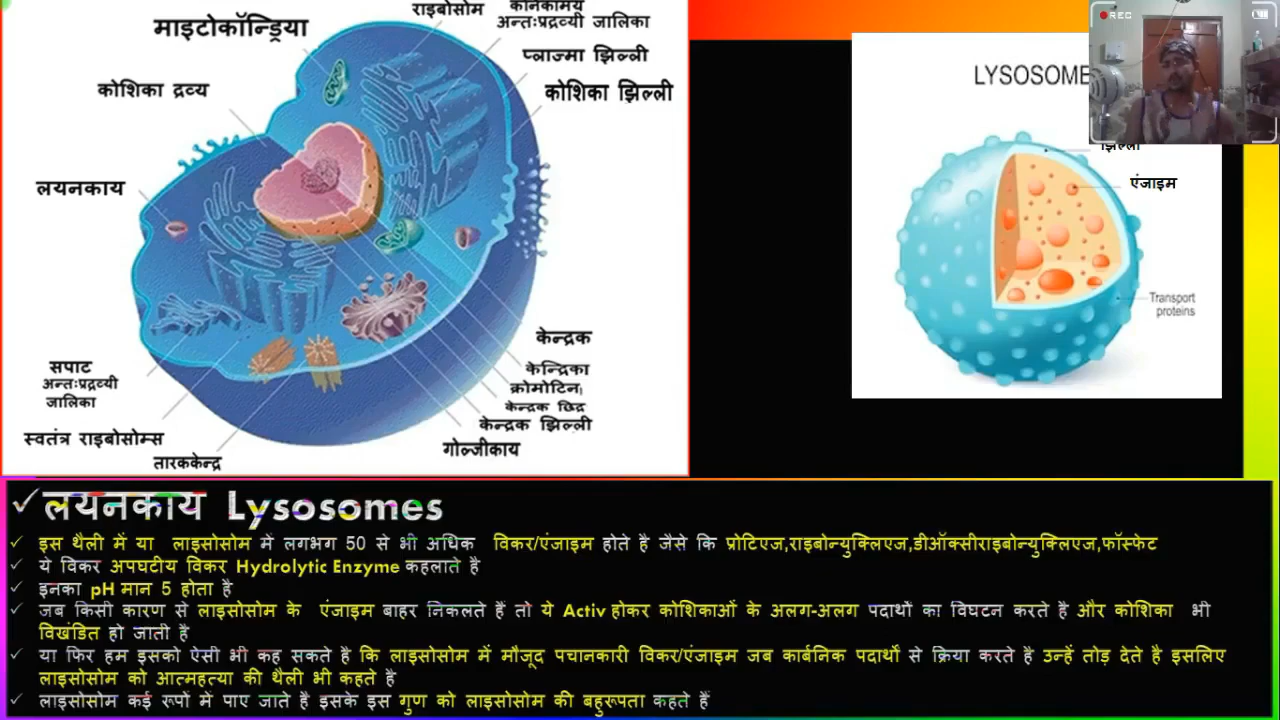 राइबोसोम
कनिकामय
अन्तःप्रद्रव्यी जालिका
माइटोकॉन्ड्रिया
प्लाज्मा झिल्ली
कोशिका द्रव्य
कोशिका झिल्ली
लयनकाय
केन्द्रक
सपाट
अन्तःप्रद्रव्यी
जालिका
केन्द्रिका
क्रोमोटिन
केन्द्रक छिद्र
केन्द्रक झिल्ली
स्वतंत्र राइबोसोम्स
गोल्जीकाय
तारककेन्द्र
REC
LYSOSOME
झिल्ली
एंजाइम
Transport
proteins
✓लयनकाय Lysosomes
✓ इस थैली में या लाइसोसोम में लगभग 50 से भी अधिक विकर/एंजाइम होते है जैसे कि प्रोटिएज,राइबोन्युक्लिएज,डीऑक्सीराइबोन्युक्लिएज,फॉस्फेट
✓ ये विकर अपघटीय विकर Hydrolytic Enzyme कहलाते है
✓ इनका pH मान 5 होता है
✓ जब किसी कारण से लाइसोसोम के एंजाइम बाहर निकलते हैं तो ये Activ होकर कोशिकाओं के अलग-अलग पदार्थों का विघटन करते है और कोशिका भी
विखंडित हो जाती है
✓ या फिर हम इसको ऐसी भी कह सकते है कि लाइसोसोम में मौजूद पचानकारी विकर/एंजाइम जब कार्बनिक पदार्थों से क्रिया करते है उन्हें तोड़ देते है इसलिए
लाइसोसोम को आत्महत्या की थैली भी कहते है
✓ लाइसोसोम कई रूपों में पाए जाते है इसके इस गुण को लाइसोसोम की बहुरूपता कहते हैं